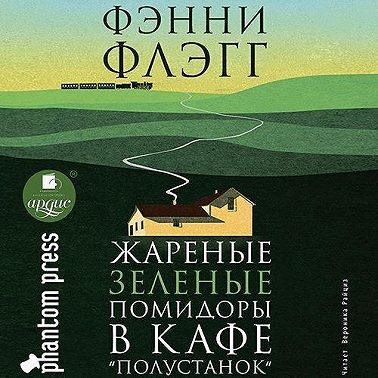 ФЭННИ
ФЛЭГГ
ардис
phantom press
ЖАРЕНЫЕ
ЗЕЛЕНЫЕ
ПОМИДОРЫ
В КАФЕ
"ПОЛУСТАНОК"
Читает Вероника Райциз